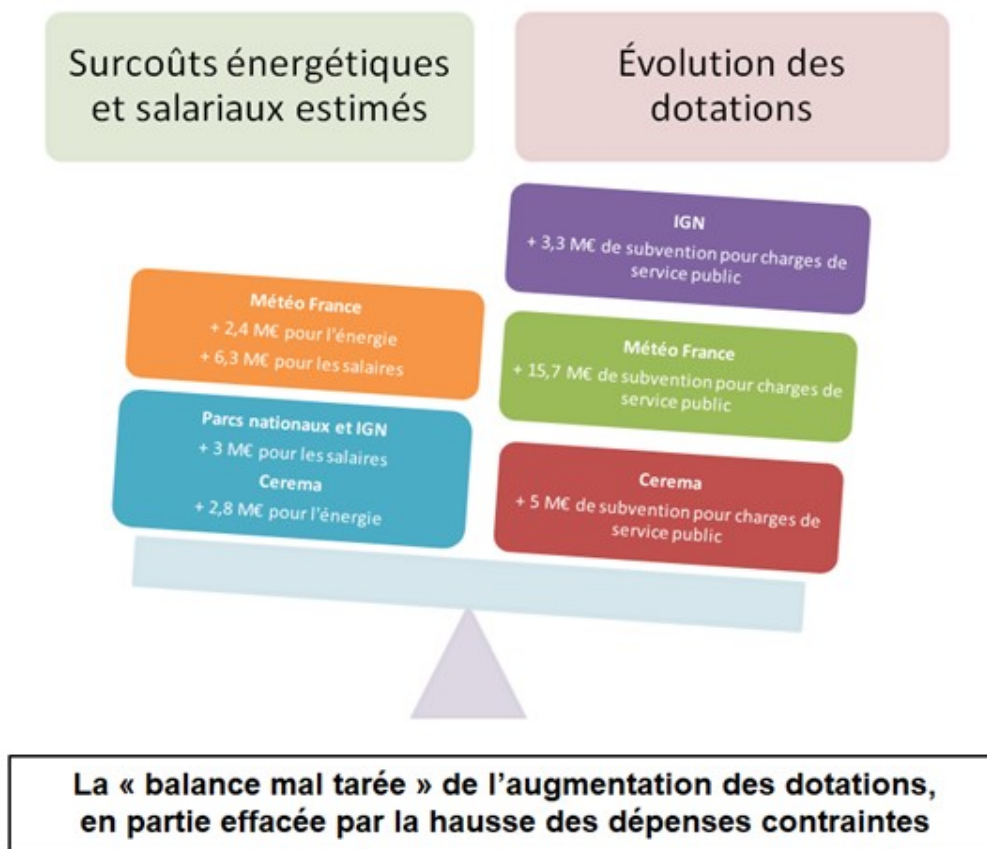 Surcoûts énergétiques
et salariaux estimés
Évolution des
dotations
Météo France
+ 2,4 M€ pour l'énergie
+ 6,3 M€ pour les salaires
Parcs nationaux et IGN
+ 3 M€ pour les salaires
Cerema
+ 2,8 M€ pour l'énergie
IGN
+ 3,3 M€ de subvention pour charges de
service public
Météo France
+ 15,7 M€ de subvention pour charges de
service public
Cerema
+ 5 M€ de subvention pour charges de
service public
La « balance mal tarée » de l’augmentation des dotations,
en partie effacée par la hausse des dépenses contraintes